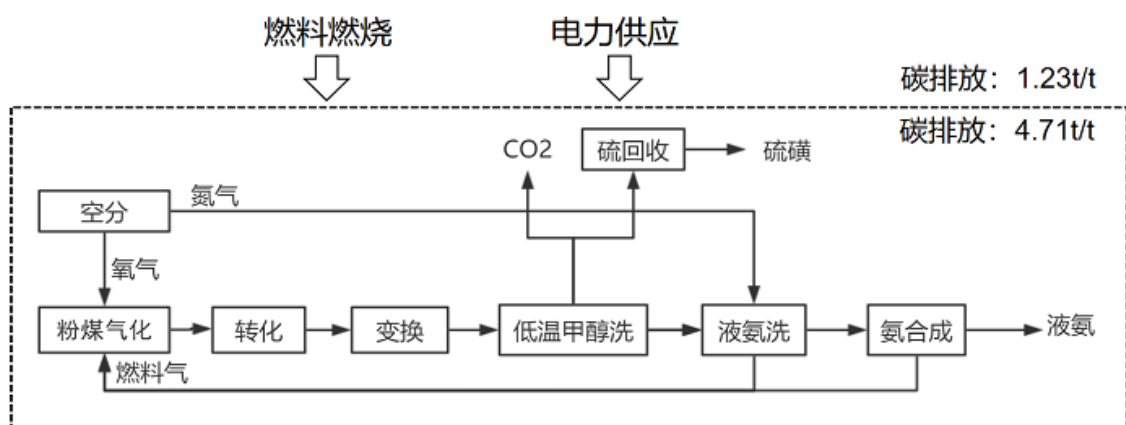 燃料燃烧
电力供应
碳排放：1.23t/t
碳排放：4.71t/t
CO2
硫回收
硫磺
氮气
空分
氧气
粉煤气化
转化
变换
低温甲醇洗
液氨洗
氨合成
液氨
燃料气